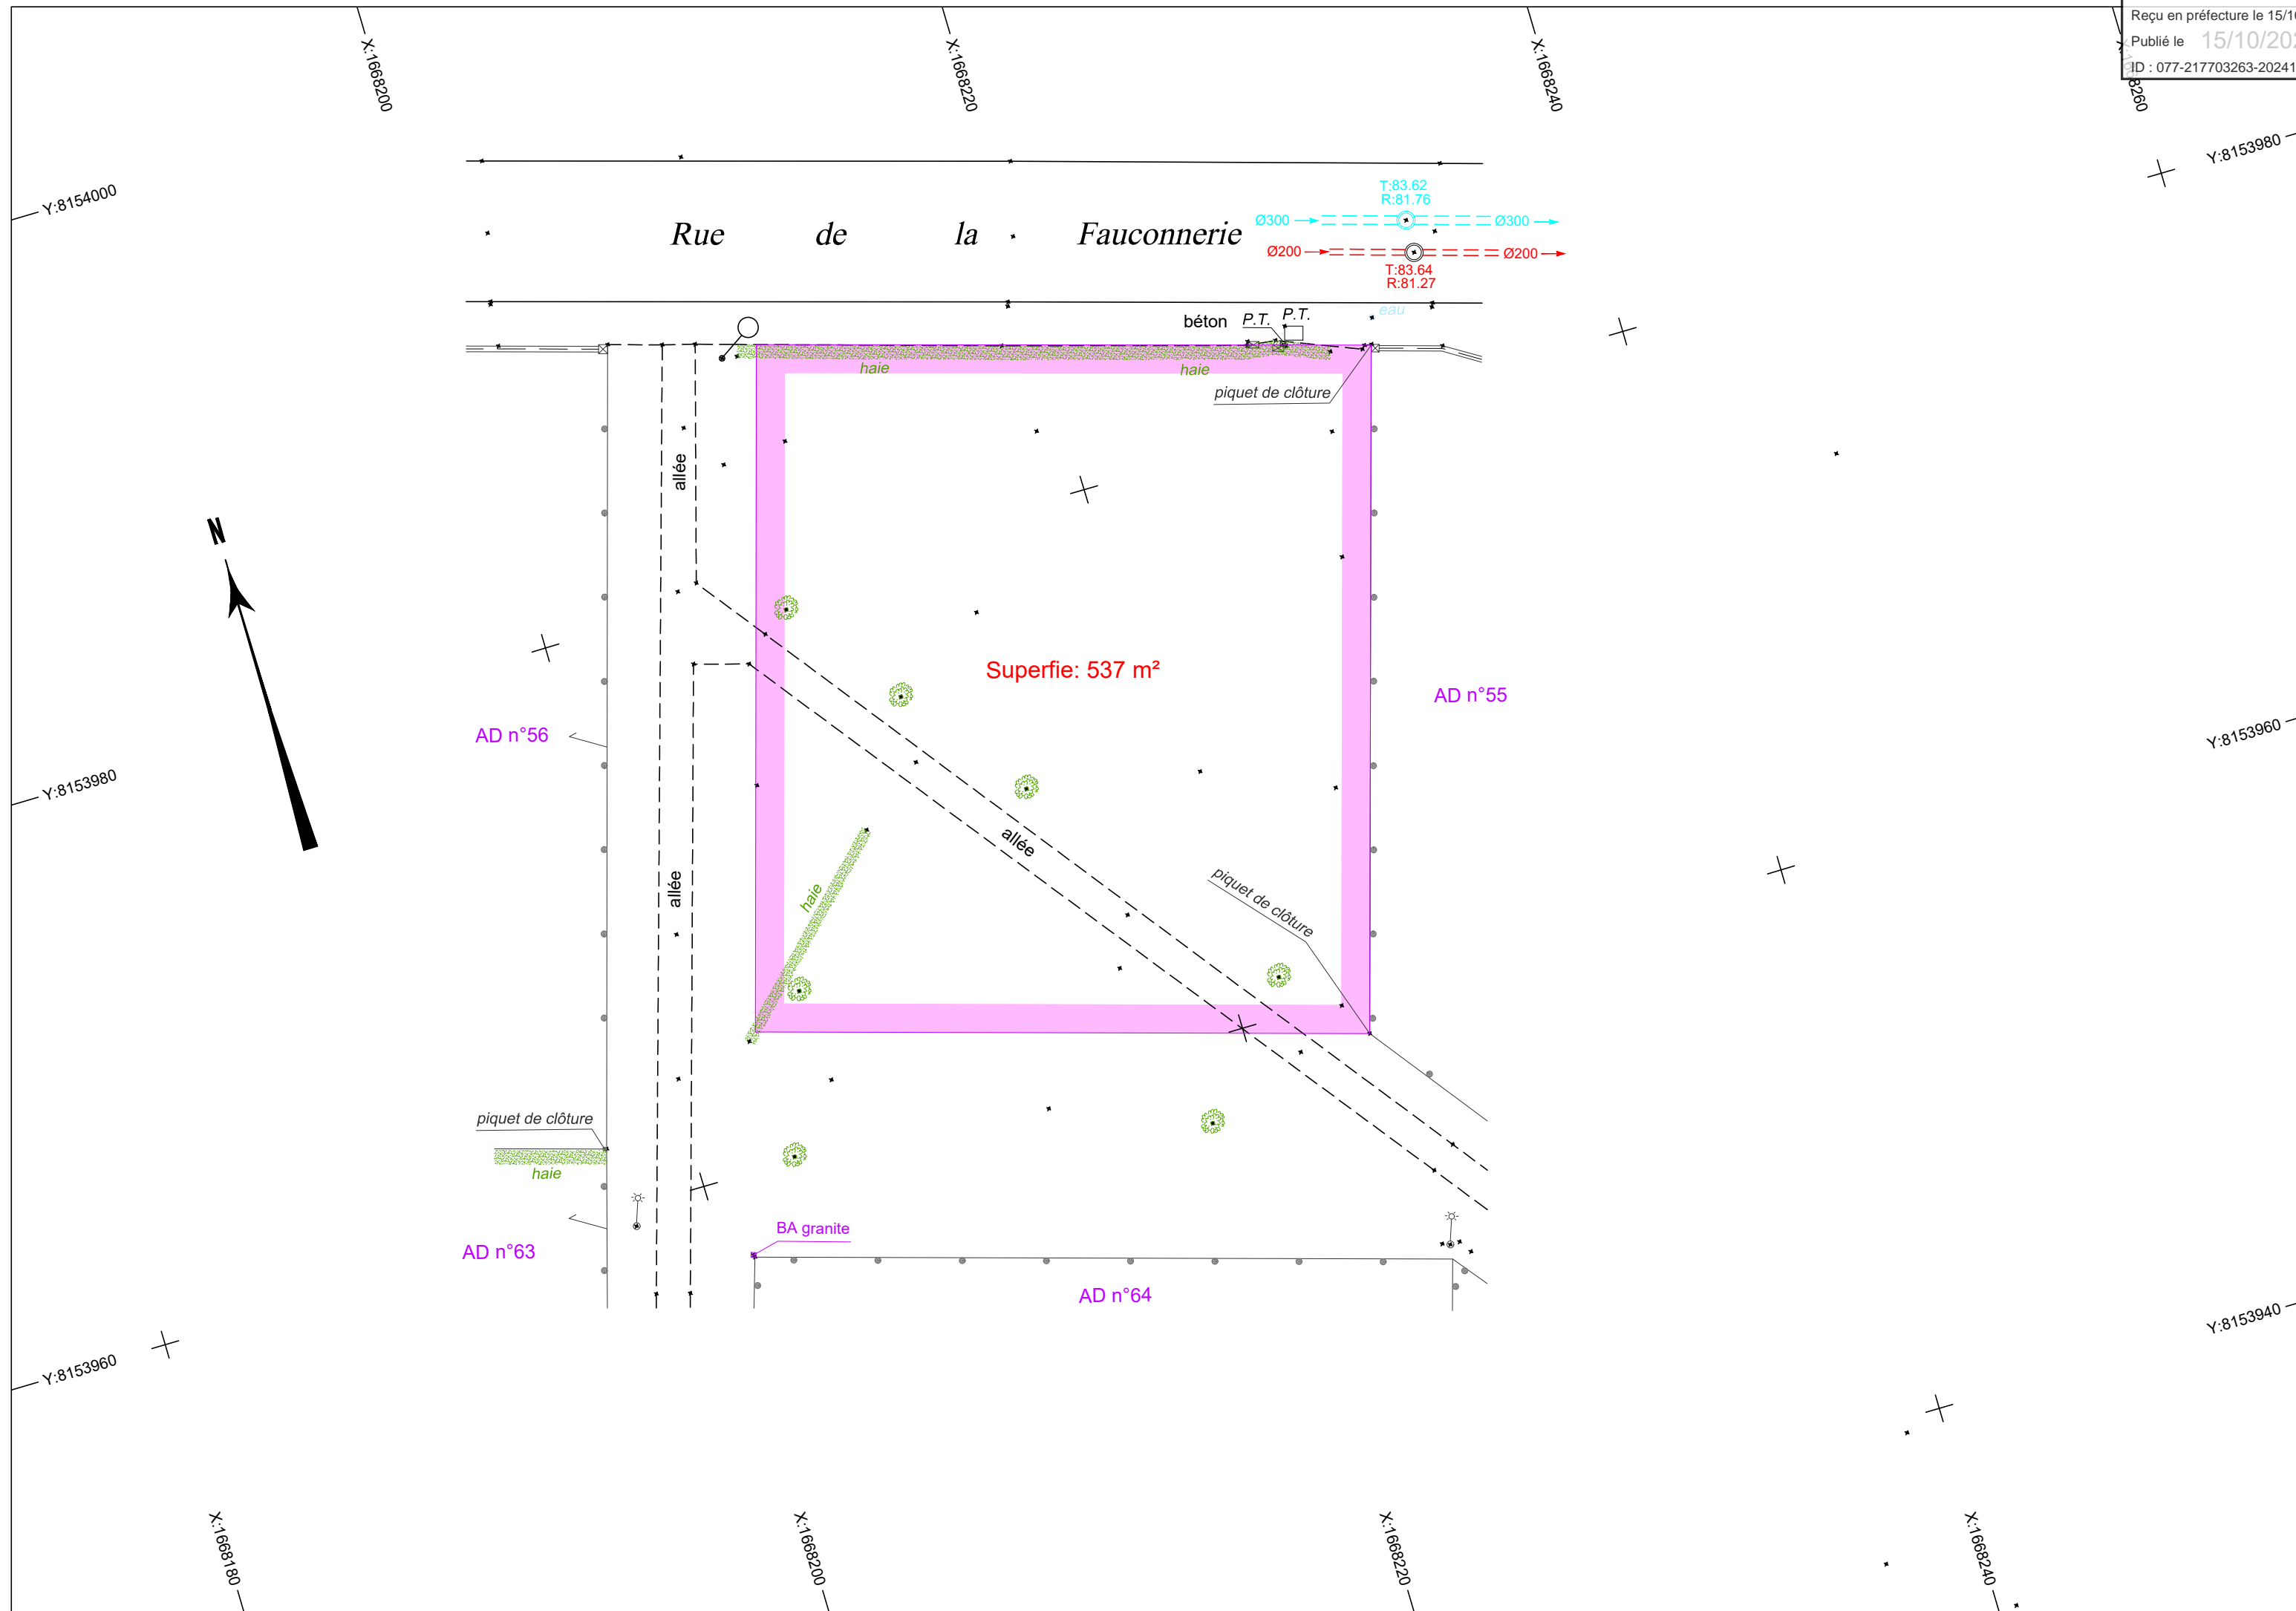 Reçu en préfecture le 15/10
Publié le 15/10/202
ID : 077-217703263-20241
X:1668200
X:1668220
X:1668240
Y:8153980
Y:8154000
T:83.62
R:81.76
Ø300
Ø300
Rue de la Fauconnerie
Ø200
Ø200
T:83.64
R:81.27
eau
béton
P.T.
P.T.
haie
haie
piquet de clôture
allée
N
Superfie: 537 m²
AD n°55
AD n°56
Y:8153960
Y:8153980
allée
allée
haie
piquet de clôture
piquet de clôture
haie
BA granite
AD n°63
AD n°64
Y:8153940
Y:8153960
X:1668180
X:1668200
X:1668220
X:1668240